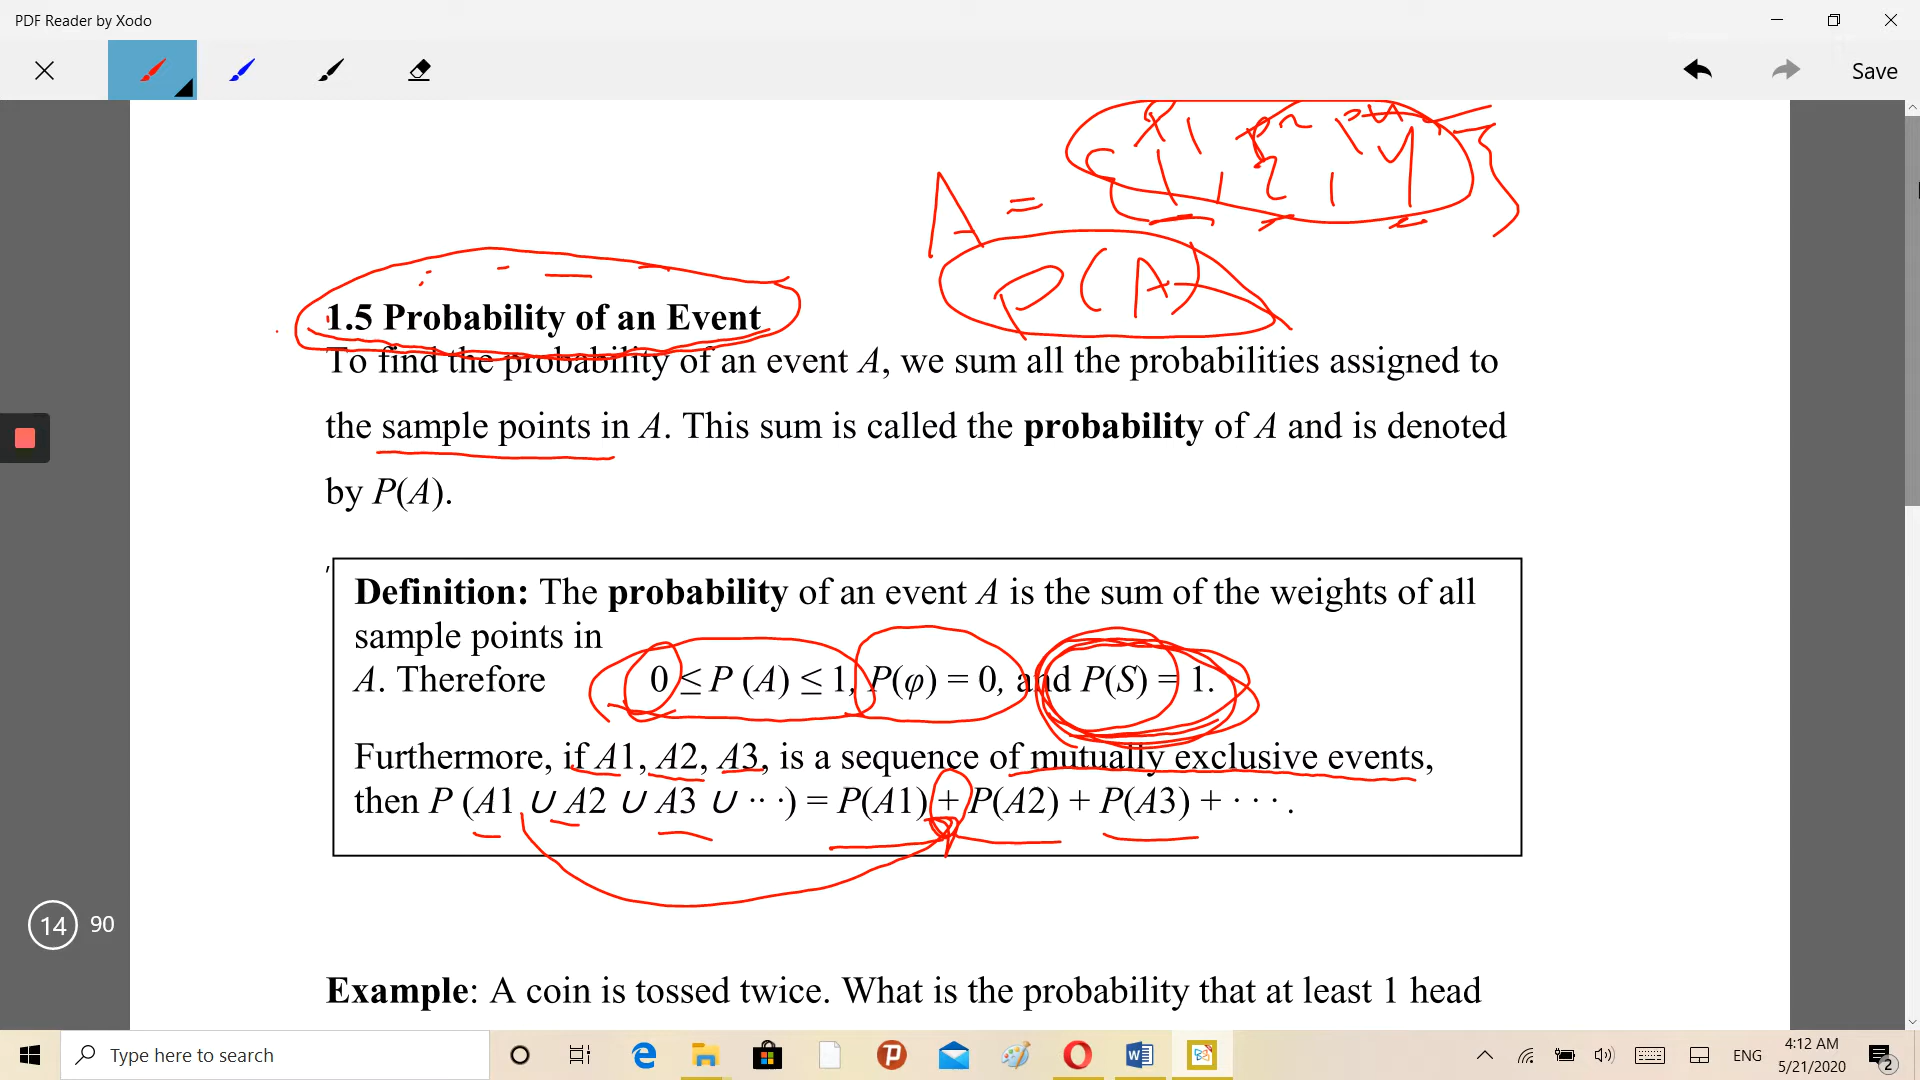 PDF Reader by Xodo
Save
A = { 1, 2, 4 }
P(A)
1.5 Probability of an Event
To find the probability of an event A, we sum all the probabilities assigned to
the sample points in A. This sum is called the probability of A and is denoted
by P(A).
Definition: The probability of an event A is the sum of the weights of all
sample points in
A. Therefore 0 ≤ P (A) ≤ 1, P(φ) = 0, and P(S) = 1.
Furthermore, if A1, A2, A3, is a sequence of mutually exclusive events,
then P (A1 ∪ A2 ∪ A3 ∪ ·· ·) = P(A1) + P(A2) + P(A3) + · · · .
14 90
Example: A coin is tossed twice. What is the probability that at least 1 head
Type here to search
ENG
4:12 AM
5/21/2020
2